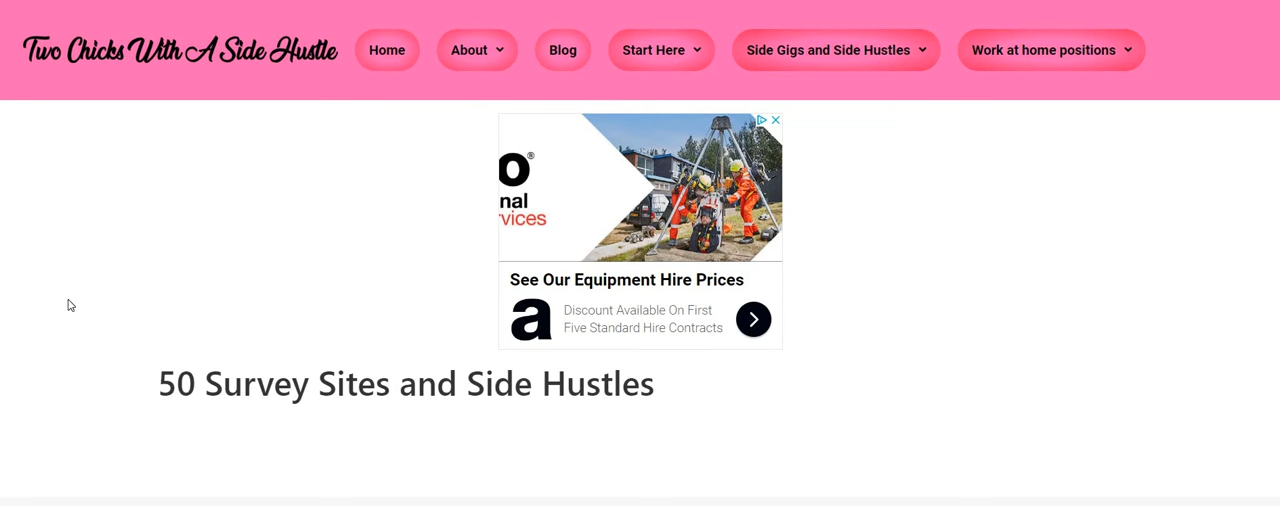 Two Chicks With A Side Hustle
Home
About
Blog
Start Here
Side Gigs and Side Hustles
Work at home positions
o®
nal
vices
See Our Equipment Hire Prices
a
Discount Available On First
Five Standard Hire Contracts
50 Survey Sites and Side Hustles